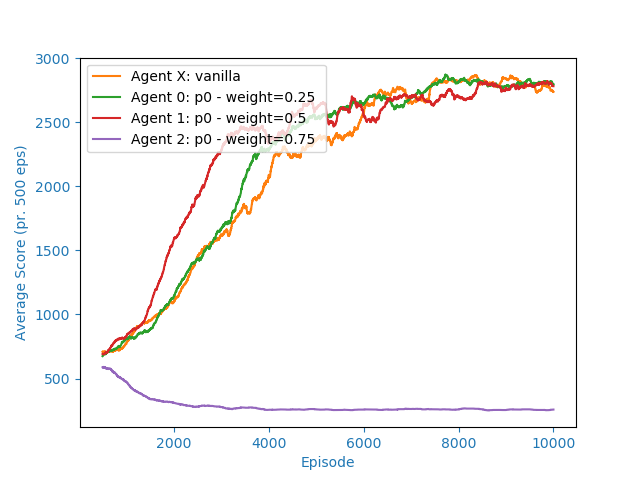 Agent X: vanilla
Agent 0: p0 - weight=0.25
Agent 1: p0 - weight=0.5
Agent 2: p0 - weight=0.75
3000
2500
2000
1500
1000
500
Average Score (pr. 500 eps)
2000 4000 6000 8000 10000
Episode